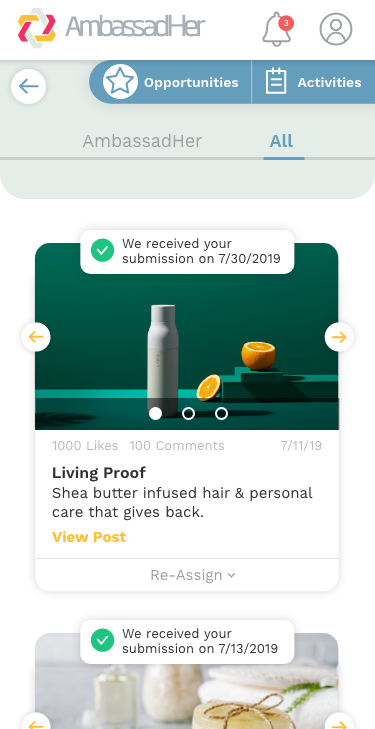 AmbassadHer
3
Opportunities
Activities
AmbassadHer
All
We received your
submission on 7/30/2019
1000 Likes 100 Comments 7/11/19
Living Proof
Shea butter infused hair & personal
care that gives back.
View Post
Re-Assign
We received your
submission on 7/13/2019